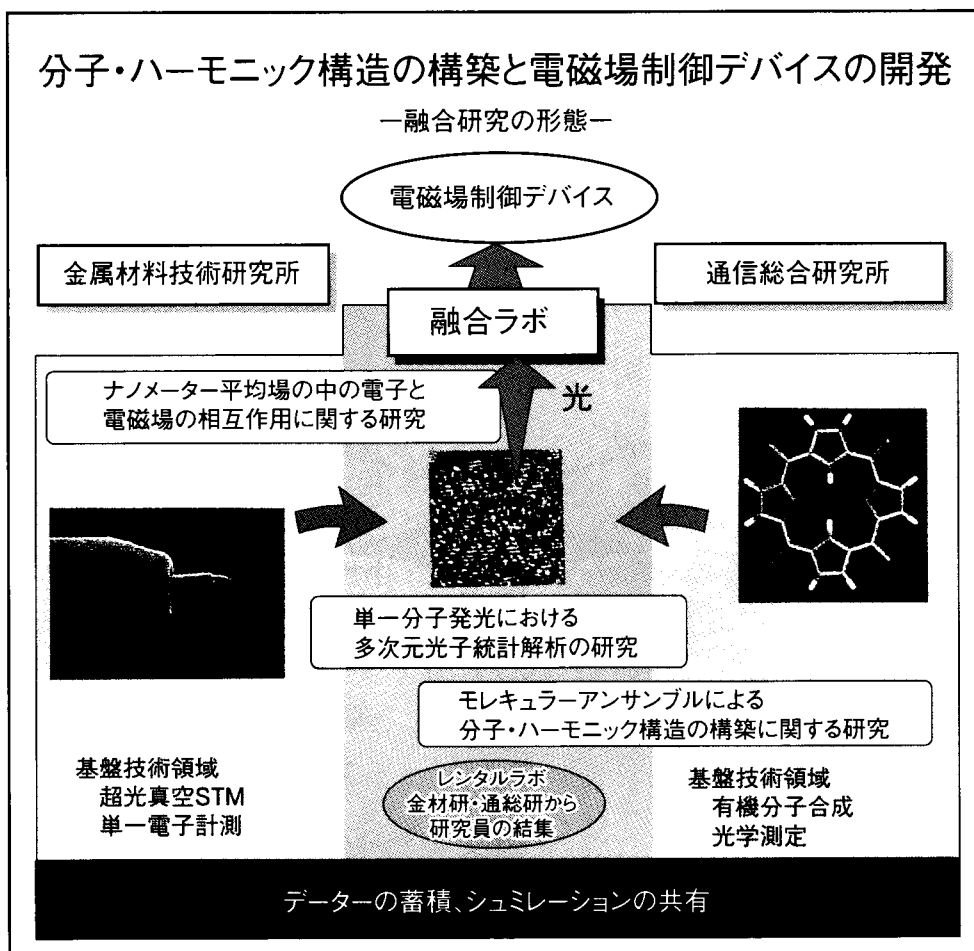 分子・ハーモニック構造の構築と電磁場制御デバイスの開発
―融合研究の形態―
電磁場制御デバイス
金属材料技術研究所
通信総合研究所
融合ラボ
ナノメーター平均場の中の電子と
電磁場の相互作用に関する研究
光
単一分子発光における
多次元光子統計解析の研究
モレキュラーアンサンブルによる
分子・ハーモニック構造の構築に関する研究
基盤技術領域
超光真空STM
単一電子計測
レンタルラボ
金材研・通総研から
研究員の結集
基盤技術領域
有機分子合成
光学測定
データーの蓄積、シュミレーションの共有